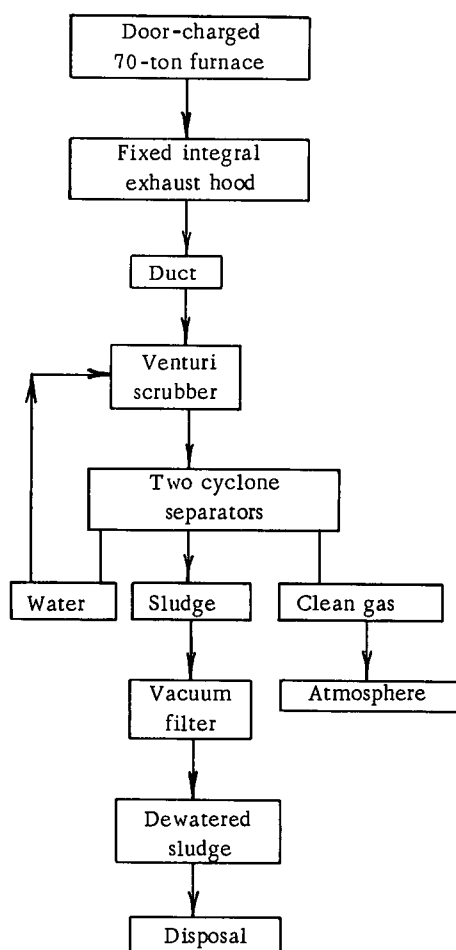 Door-charged
70-ton furnace
Fixed integral
exhaust hood
Duct
Venturi
scrubber
Two cyclone
separators
Water
Sludge
Clean gas
Vacuum
filter
Atmosphere
Dewatered
sludge
Disposal